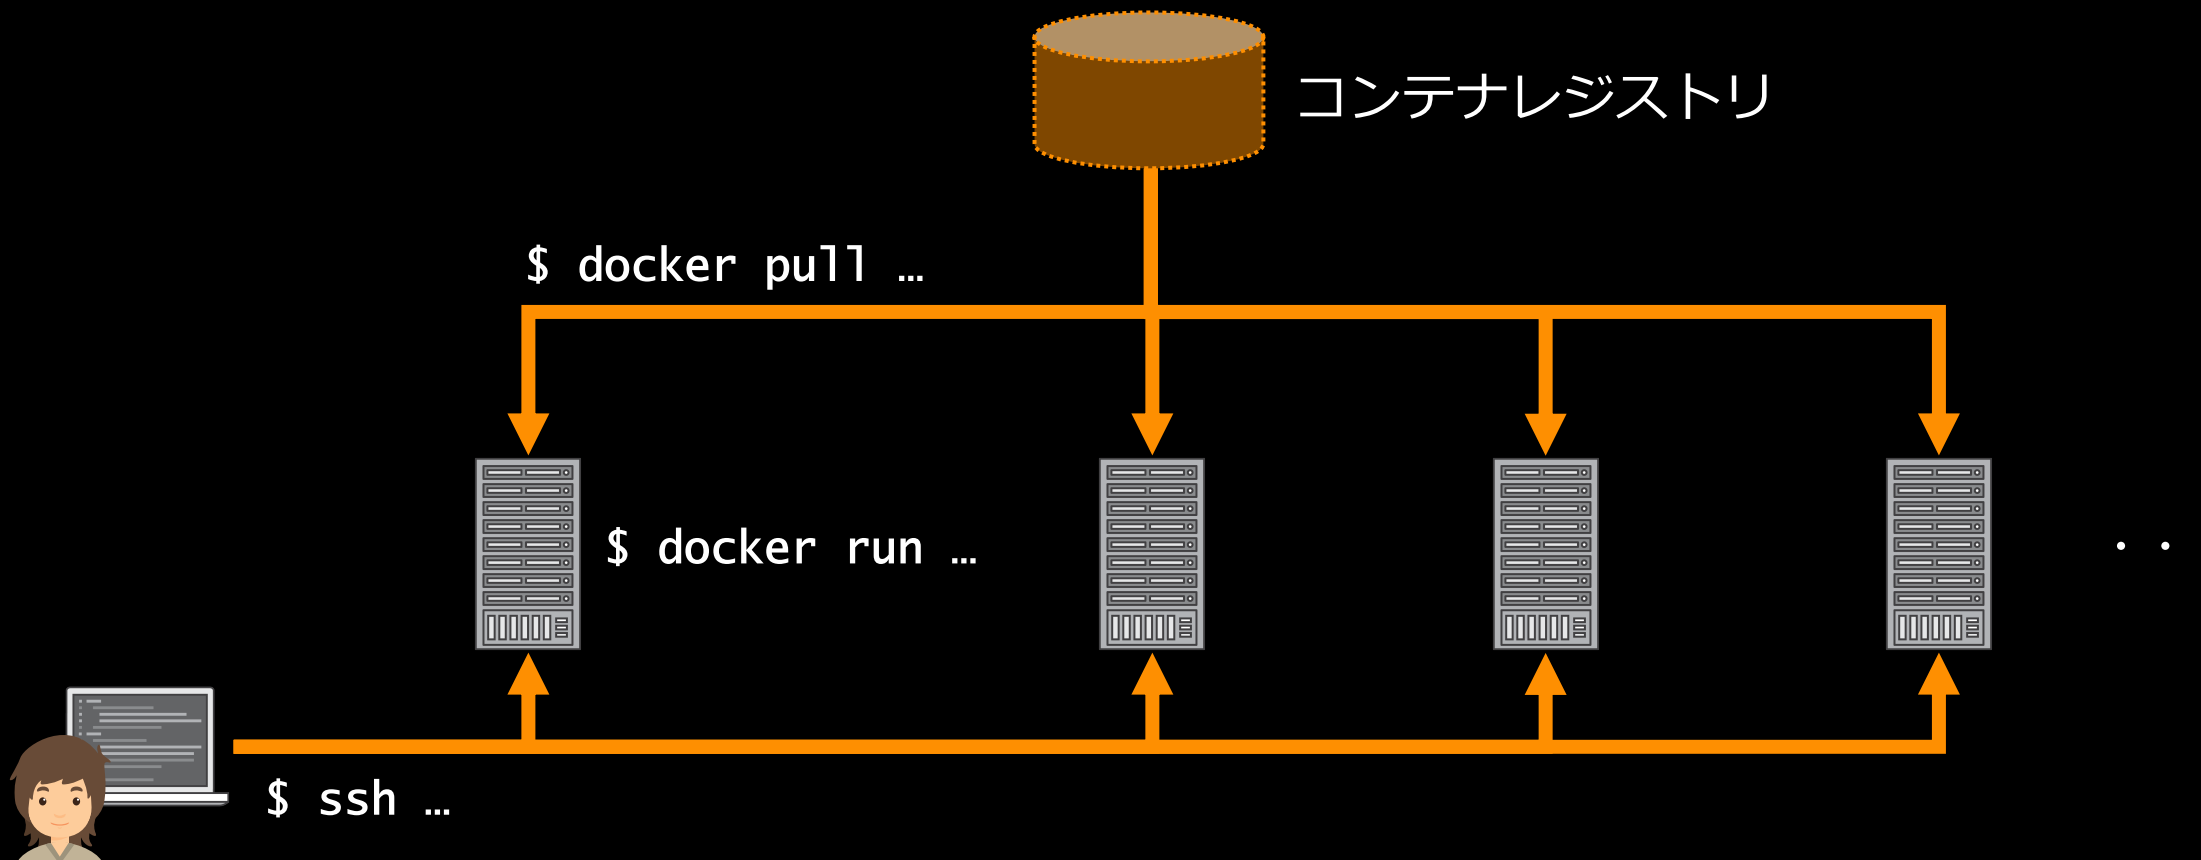 コンテナレジストリ
$ docker pull …
$ docker run …
・・
$ ssh …